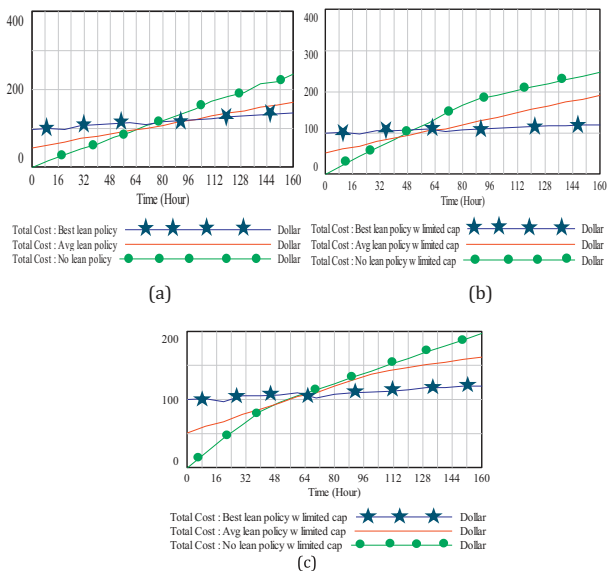 400
200
0
0 16 32 48 64 80 96 112 128 144 160
Time (Hour)
Total Cost : Best lean policy Dollar
Total Cost : Avg lean policy Dollar
Total Cost : No lean policy Dollar
(a)
400
200
100
0
0 16 32 48 64 80 96 112 128 144 160
Time (Hour)
Total Cost : Best lean policy w limited cap Dollar
Total Cost : Avg lean policy w limited cap Dollar
Total Cost : No lean policy w limited cap Dollar
(b)
200
100
0
0 16 32 48 64 80 96 112 128 144 160
Time (Hour)
Total Cost : Best lean policy w limited cap Dollar
Total Cost : Avg lean policy w limited cap Dollar
Total Cost : No lean policy w limited cap Dollar
(c)